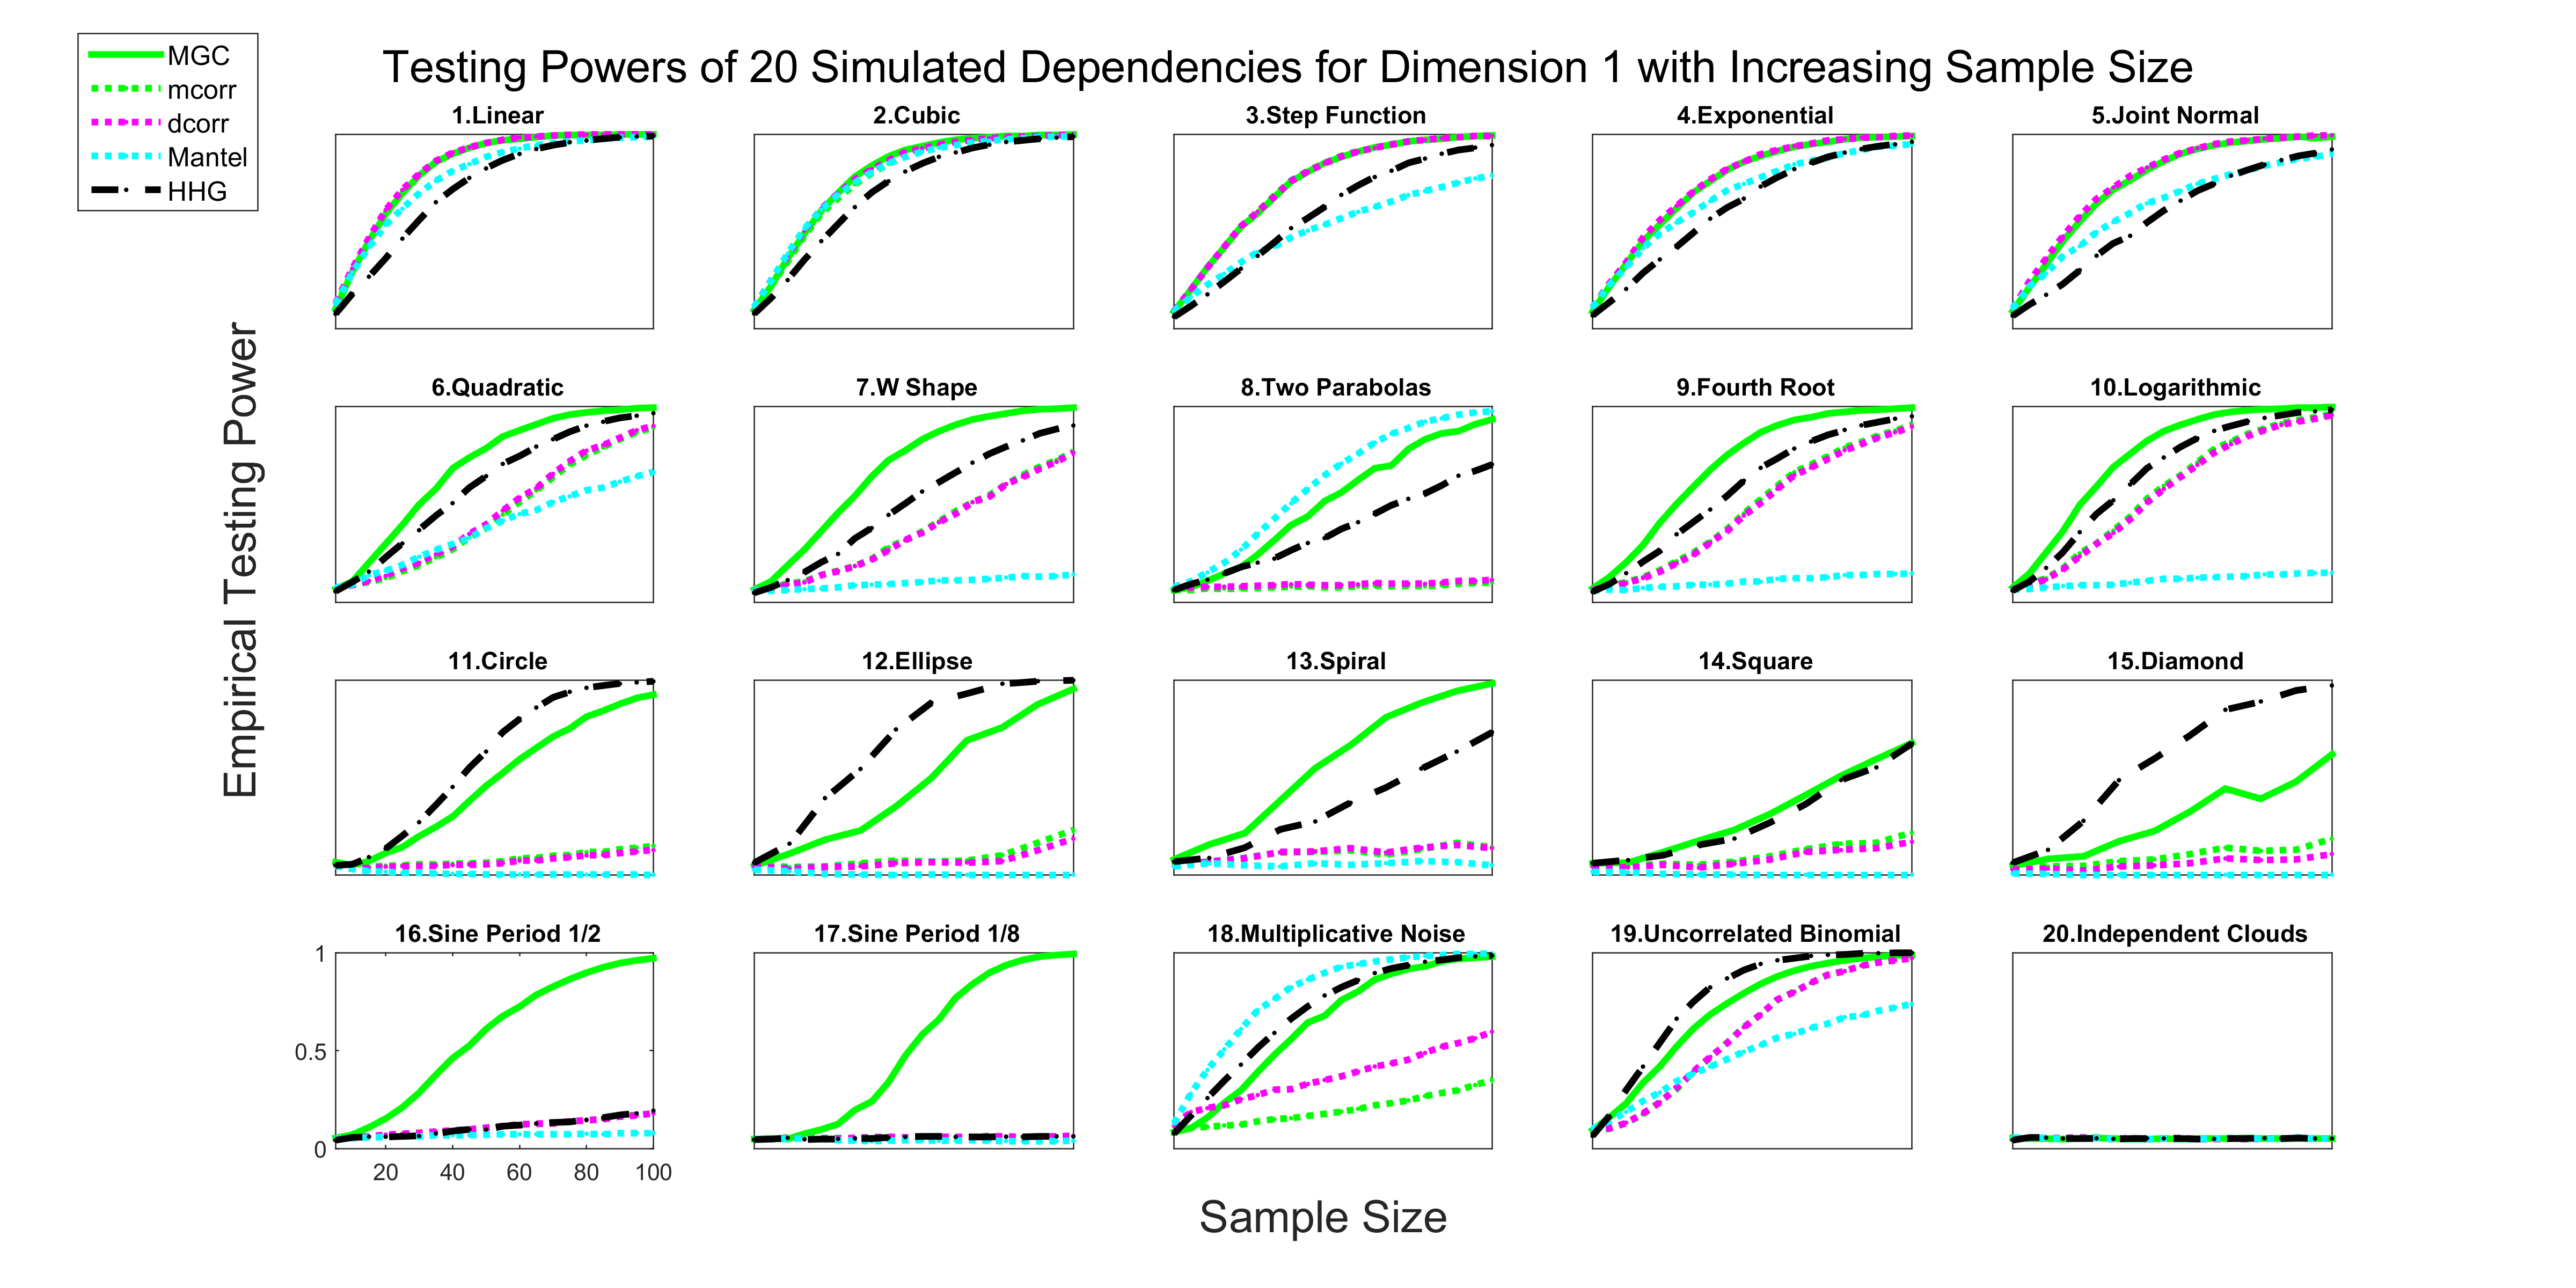 MGC
mcorr
dcorr
Mantel
HHG
Testing Powers of 20 Simulated Dependencies for Dimension 1 with Increasing Sample Size
1.Linear
2.Cubic
3.Step Function
4.Exponential
5.Joint Normal
Empirical Testing Power
6.Quadratic
7.W Shape
8.Two Parabolas
9.Fourth Root
10.Logarithmic
11.Circle
12.Ellipse
13.Spiral
14.Square
15.Diamond
16.Sine Period 1/2
17.Sine Period 1/8
18.Multiplicative Noise
19.Uncorrelated Binomial
20.Independent Clouds
1
0.5
0
20 40 60 80 100
Sample Size